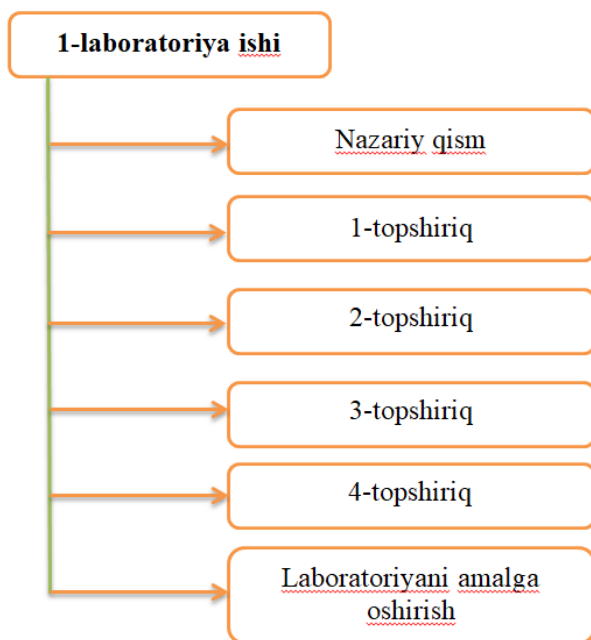 1-laboratoriya ishi
Nazariy qism
1-topshiriq
2-topshiriq
3-topshiriq
4-topshiriq
Laboratoriyani amalga
oshirish